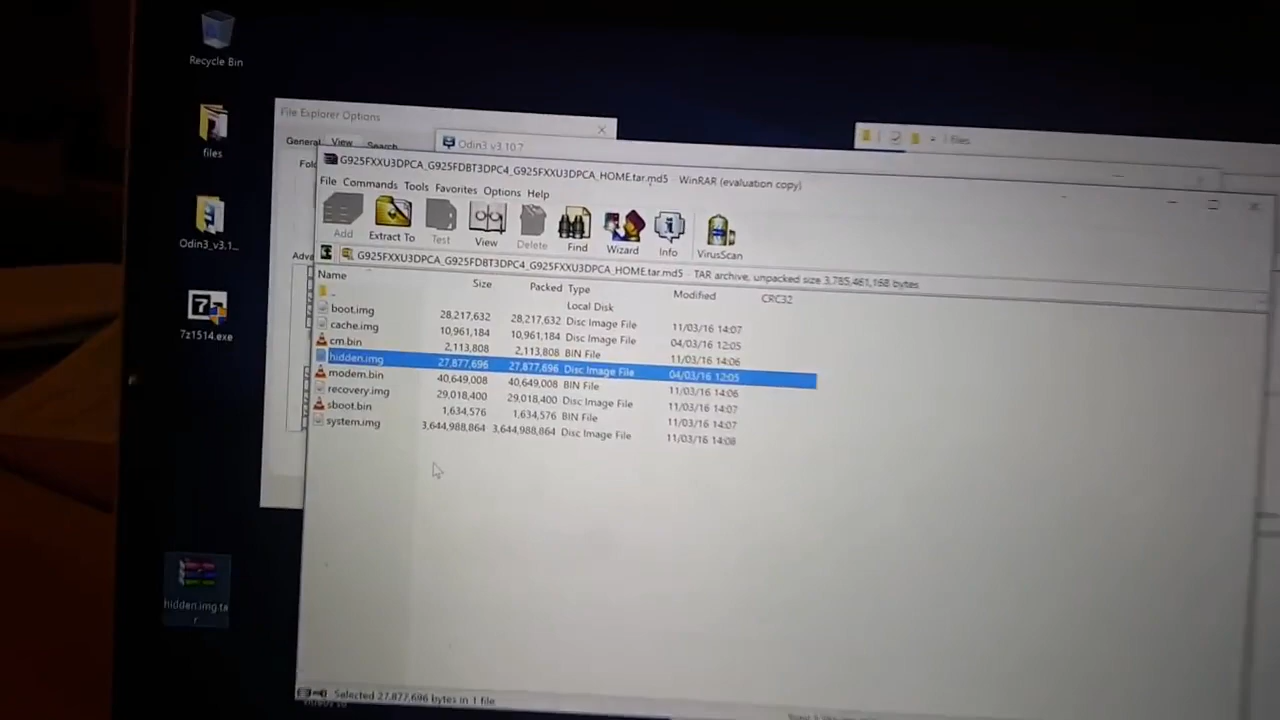 Recycle Bin
files
Odin3_v3.1...
7z1514.exe
hidden.img.ta
r
File Explorer Options
General View Search
Odin3 v3.10.7
files
G925FXXU3DPCA_G925FDBT3DPC4_G925FXXU3DPCA_HOME.tar.md5 - WinRAR (evaluation copy)
File Commands Tools Favorites Options Help
Add Extract To Test View Delete Find Wizard Info VirusScan
G925FXXU3DPCA_G925FDBT3DPC4_G925FXXU3DPCA_HOME.tar.md5 - TAR archive, unpacked size 3,785,461,168 bytes
Name Size Packed Type Modified CRC32
.. Local Disk
boot.img 28,217,632 28,217,632 Disc Image File 11/03/16 14:07
cache.img 10,961,184 10,961,184 Disc Image File 04/03/16 12:05
cm.bin 2,113,808 2,113,808 BIN File 11/03/16 14:06
hidden.img 27,877,696 27,877,696 Disc Image File 04/03/16 12:05
modem.bin 40,649,008 40,649,008 BIN File 11/03/16 14:06
recovery.img 29,018,400 29,018,400 Disc Image File 11/03/16 14:07
sboot.bin 1,634,576 1,634,576 BIN File 11/03/16 14:07
system.img 3,644,988,864 3,644,988,864 Disc Image File 11/03/16 14:08
Selected 27,877,696 bytes in 1 file